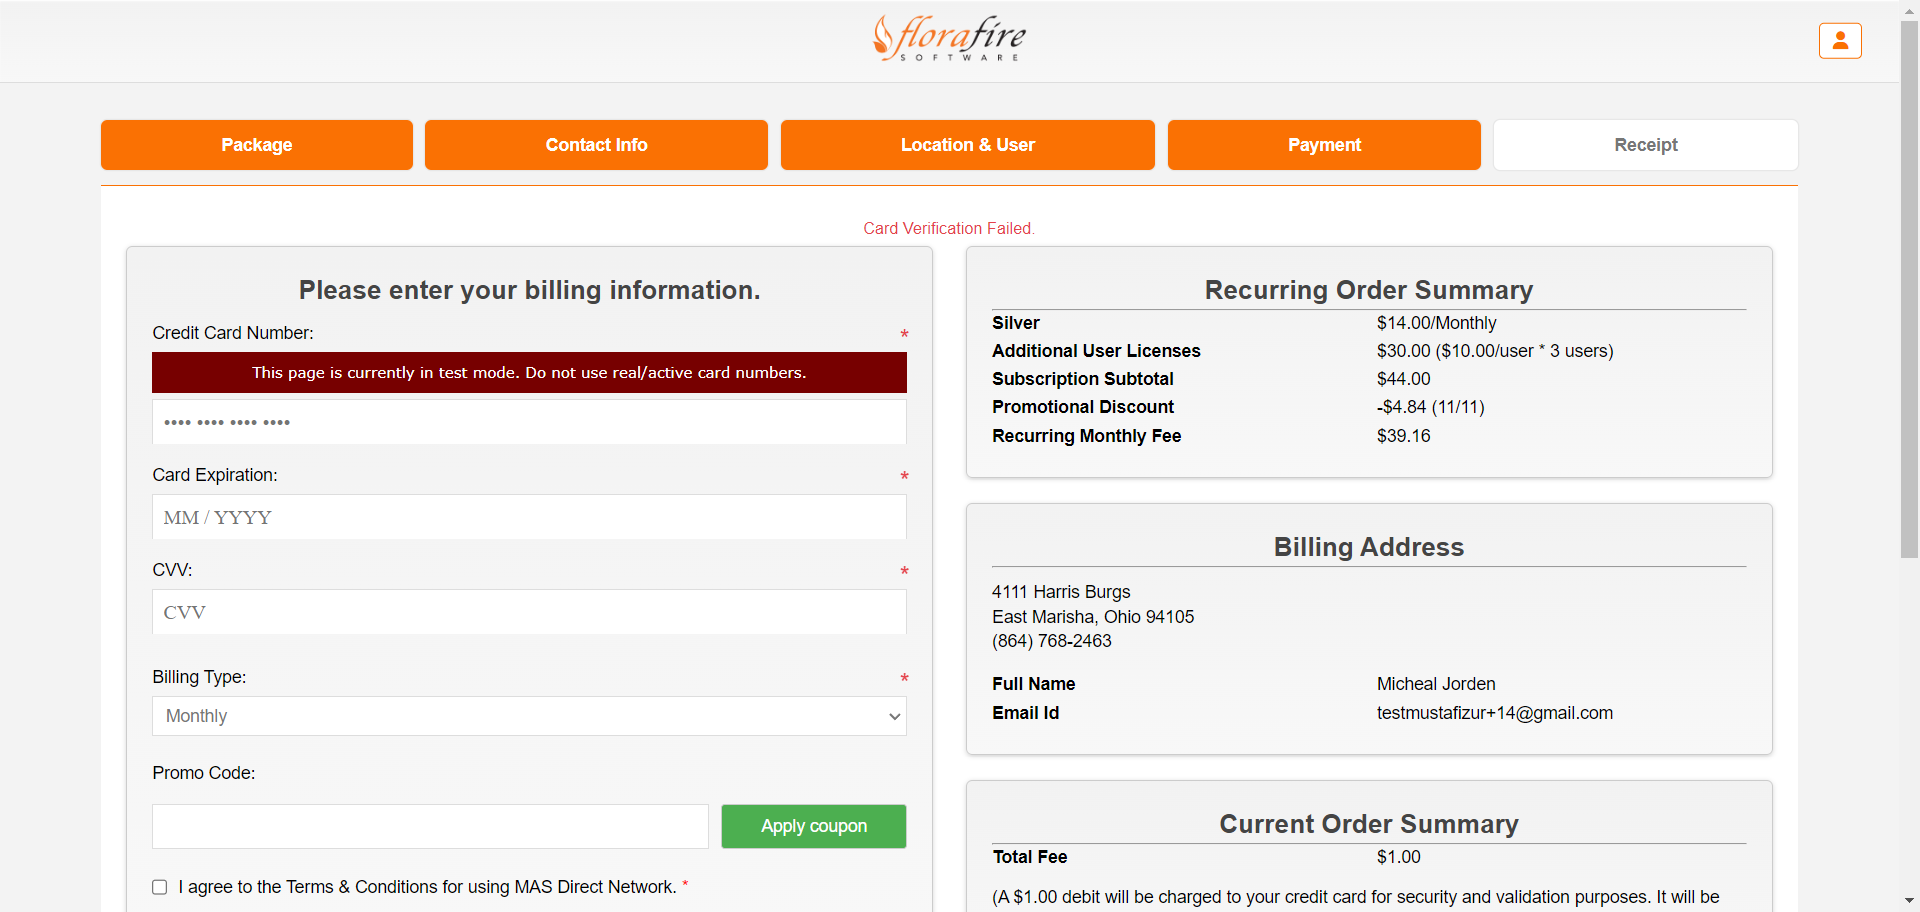 florafire
SOFTWARE
Package
Contact Info
Location & User
Payment
Receipt
Card Verification Failed.
Please enter your billing information.
Credit Card Number: *
This page is currently in test mode. Do not use real/active card numbers.
•••• •••• •••• ••••
Card Expiration: *
MM / YYYY
CVV: *
CVV
Billing Type: *
Monthly
Promo Code:
Apply coupon
I agree to the Terms & Conditions for using MAS Direct Network. *
Recurring Order Summary
Silver $14.00/Monthly
Additional User Licenses $30.00 ($10.00/user * 3 users)
Subscription Subtotal $44.00
Promotional Discount -$4.84 (11/11)
Recurring Monthly Fee $39.16
Billing Address
4111 Harris Burgs
East Marisha, Ohio 94105
(864) 768-2463
Full Name Micheal Jorden
Email Id testmustafizur+14@gmail.com
Current Order Summary
Total Fee $1.00
(A $1.00 debit will be charged to your credit card for security and validation purposes. It will be